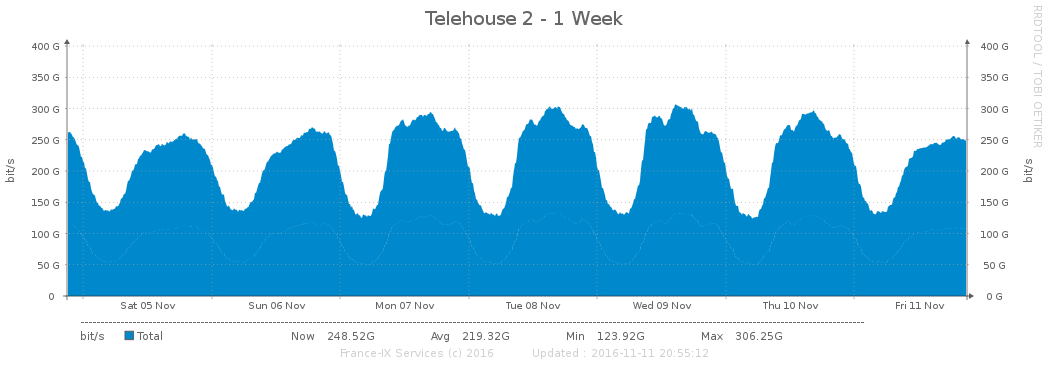 Telehouse 2 - 1 Week
RRDTOOL / TOBI OETIKER
400 G 400 G
350 G 350 G
300 G 300 G
250 G 250 G
200 G 200 G
150 G 150 G
100 G 100 G
50 G 50 G
0 0 G
bit/s bit/s
Sat 05 Nov Sun 06 Nov Mon 07 Nov Tue 08 Nov Wed 09 Nov Thu 10 Nov Fri 11 Nov
bit/s Total Now 248.52G Avg 219.32G Min 123.92G Max 306.25G
France-IX Services (c) 2016 Updated : 2016-11-11 20:55:12